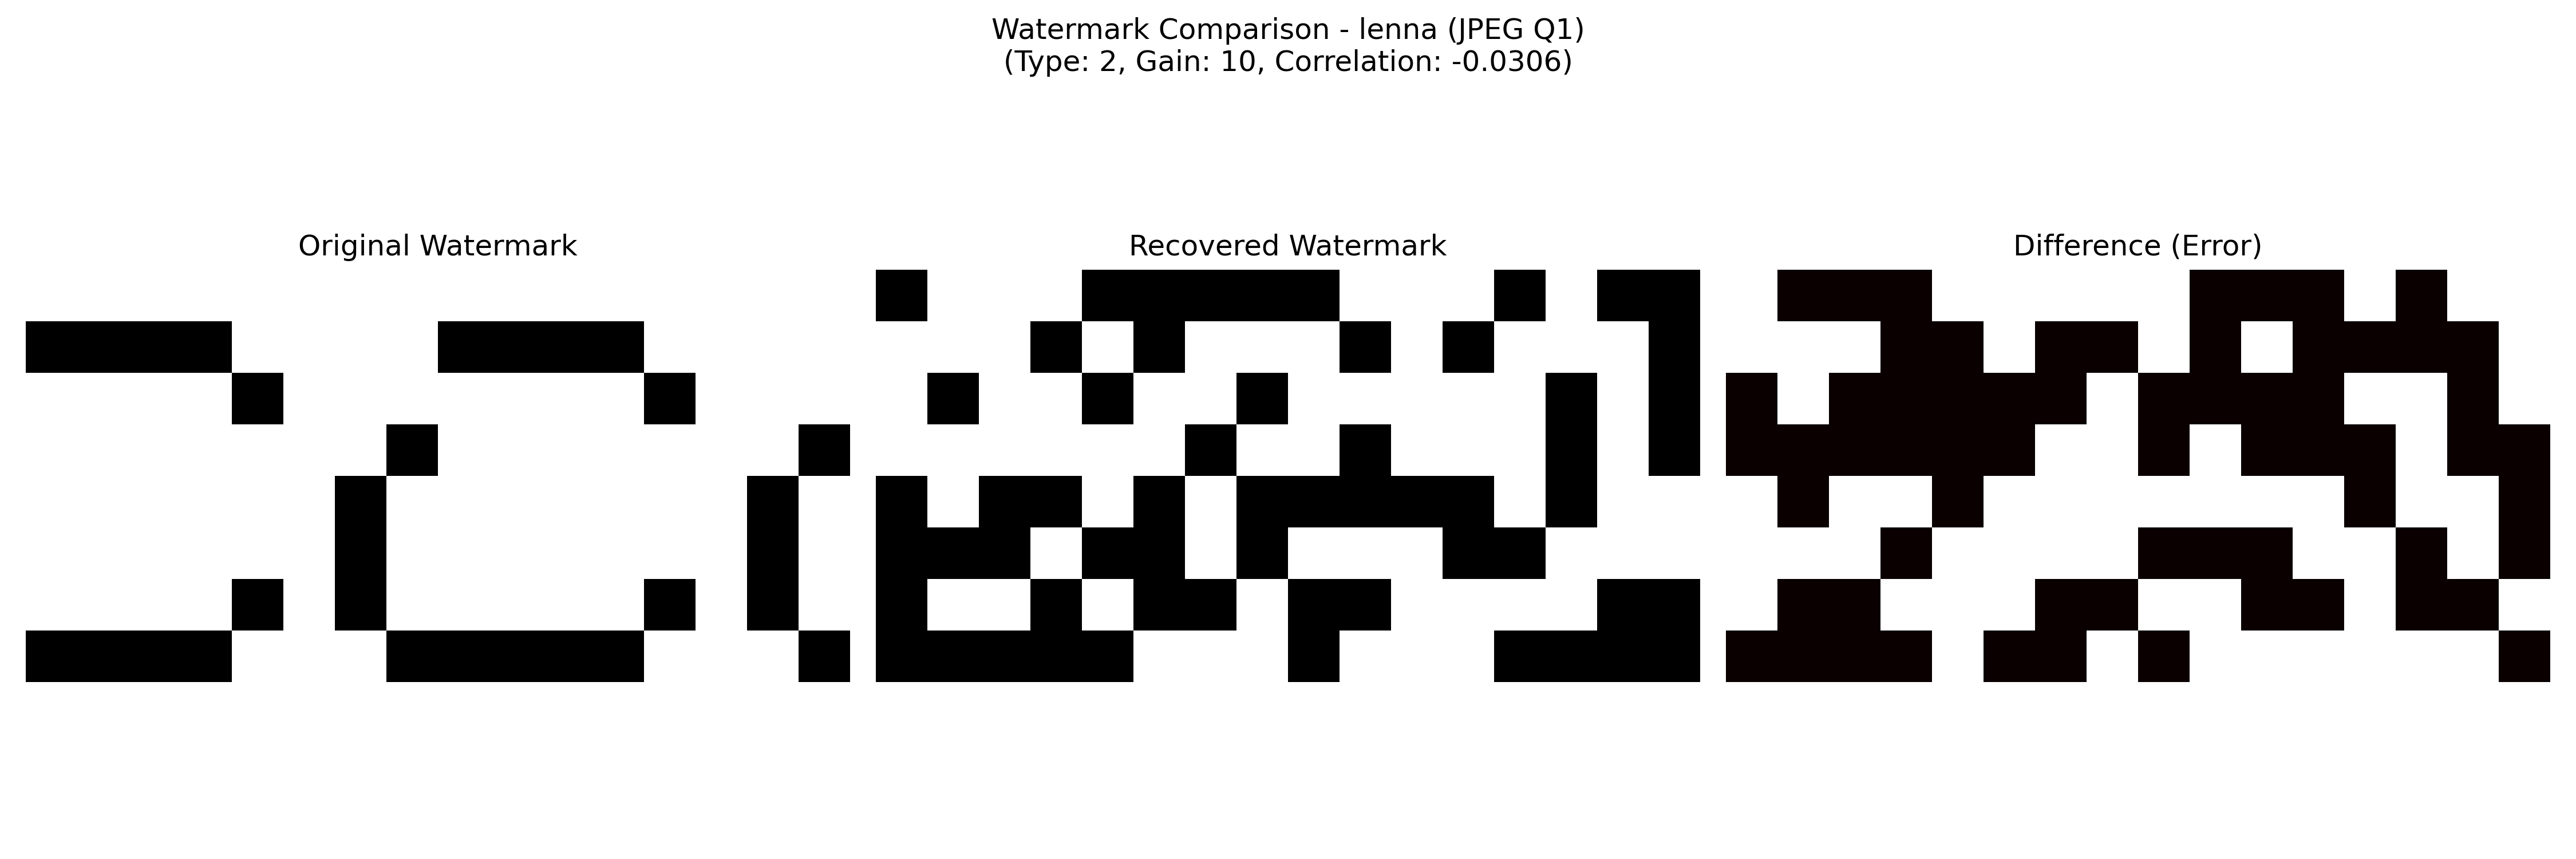 Watermark Comparison - lenna (JPEG Q1)
(Type: 2, Gain: 10, Correlation: -0.0306)
Original Watermark
Recovered Watermark
Difference (Error)